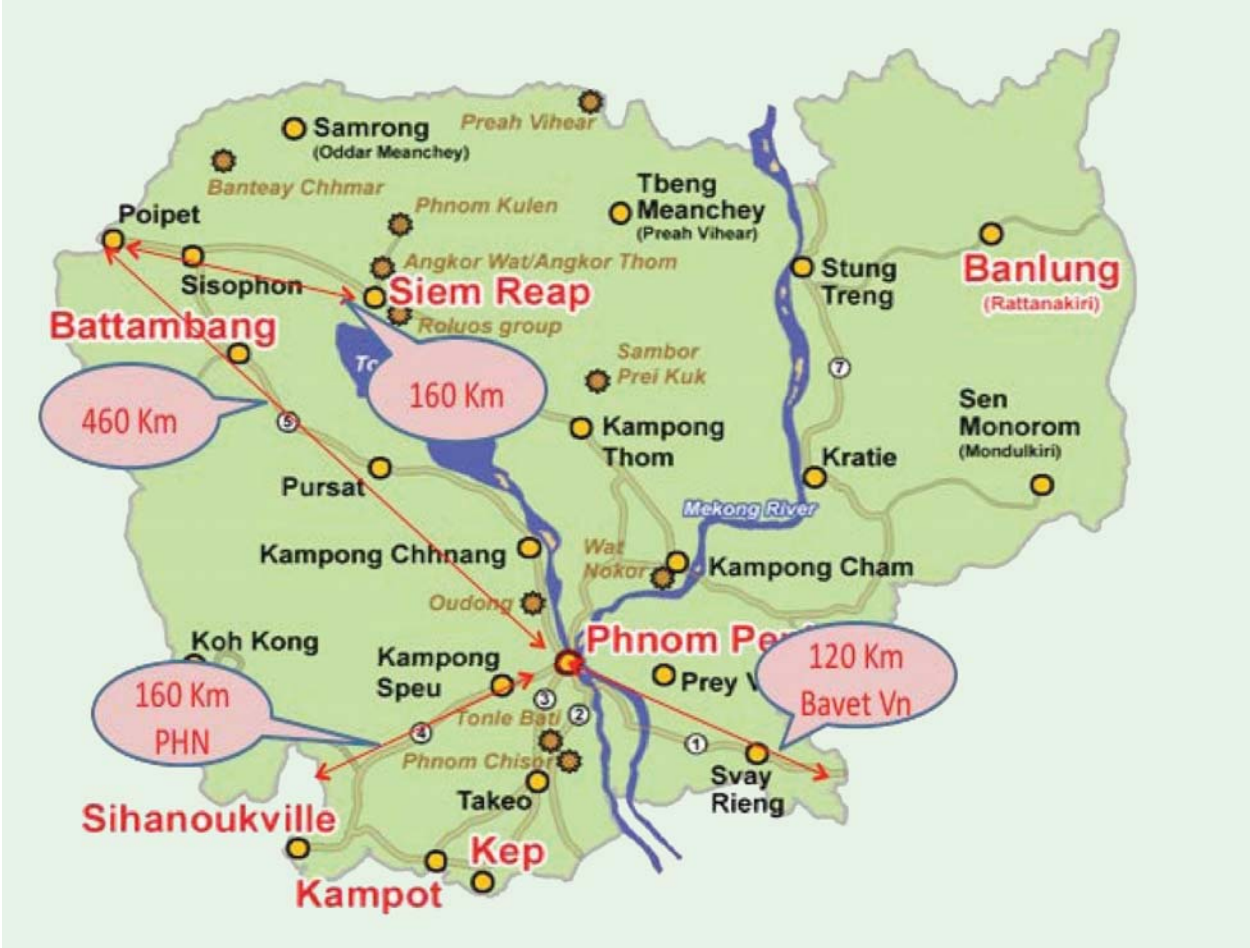 Preah Vihear
Samrong
(Oddar Meanchey)
Banteay Chhmar
Tbeng
Meanchey
(Preah Vihear)
Poipet
Phnom Kulen
Banlung
(Rattanakiri)
Stung
Treng
Angkor Wat/Angkor Thom
Sisophon
Siem Reap
Roluos group
Battambang
To
160 Km
460 Km
Sambor
Prei Kuk
7
5
Kampong
Thom
Sen
Monorom
(Mondulkiri)
Kratie
Pursat
Mekong River
Kampong Chhnang
Wat
Nokor
Kampong Cham
Oudong
Koh Kong
Phnom Pe
Kampong
Speu
120 Km
Bavet Vn
Prey V
160 Km
PHN
3
2
Tonle Bati
4
1
Phnom Chisor
Takeo
Svay
Rieng
Sihanoukville
Kep
Kampot